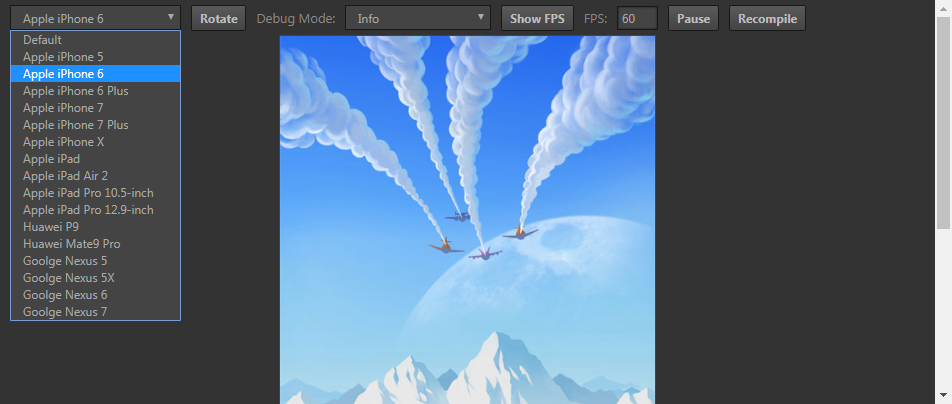 Apple iPhone 6 Rotate Debug Mode: Info Show FPS FPS: 60 Pause Recompile
Default
Apple iPhone 5
Apple iPhone 6
Apple iPhone 6 Plus
Apple iPhone 7
Apple iPhone 7 Plus
Apple iPhone X
Apple iPad
Apple iPad Air 2
Apple iPad Pro 10.5-inch
Apple iPad Pro 12.9-inch
Huawei P9
Huawei Mate9 Pro
Goolge Nexus 5
Goolge Nexus 5X
Goolge Nexus 6
Goolge Nexus 7